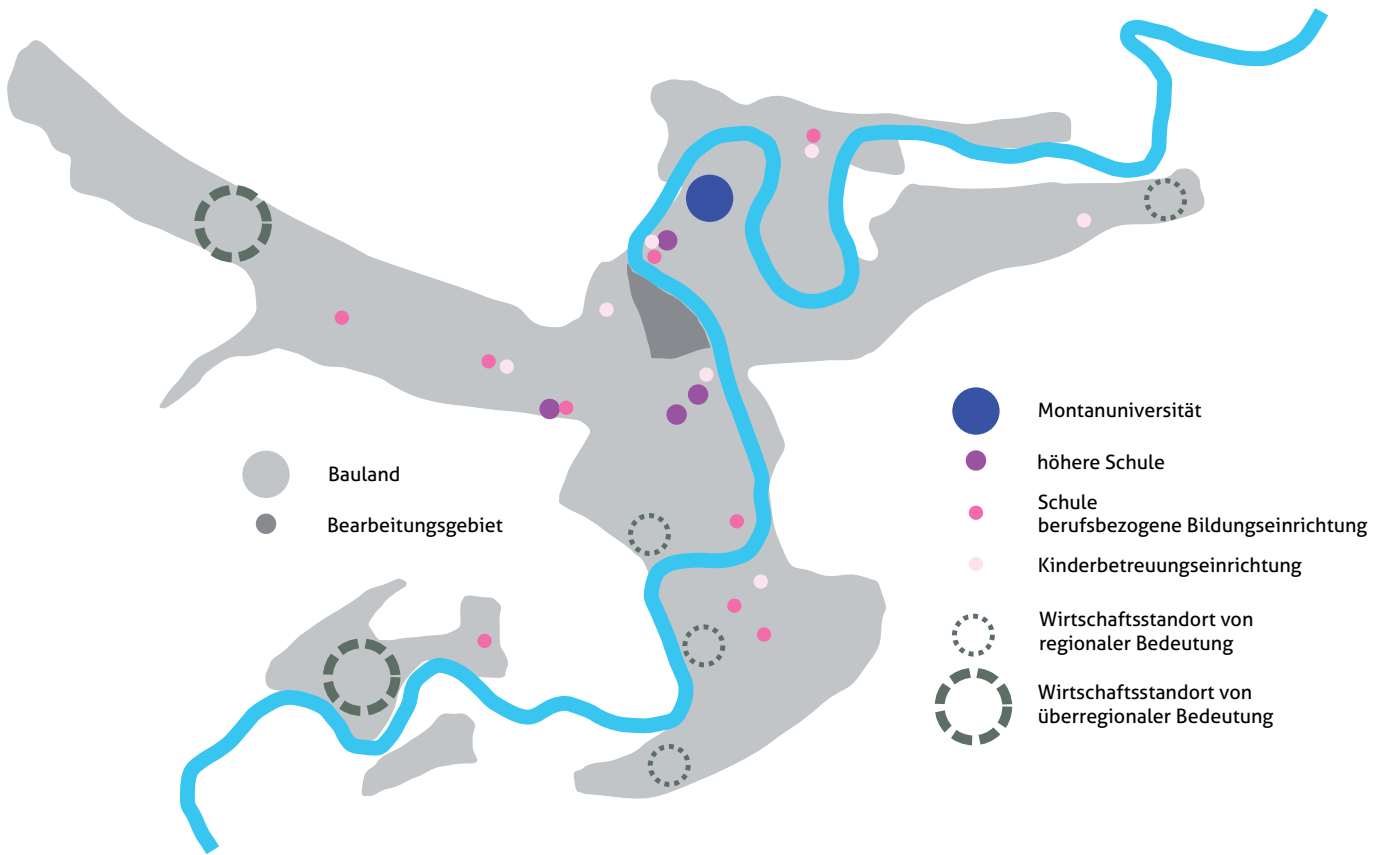 Bauland
Bearbeitungsgebiet
Montanuniversität
höhere Schule
Schule
berufsbezogene Bildungseinrichtung
Kinderbetreuungseinrichtung
Wirtschaftsstandort von
regionaler Bedeutung
Wirtschaftsstandort von
überregionaler Bedeutung